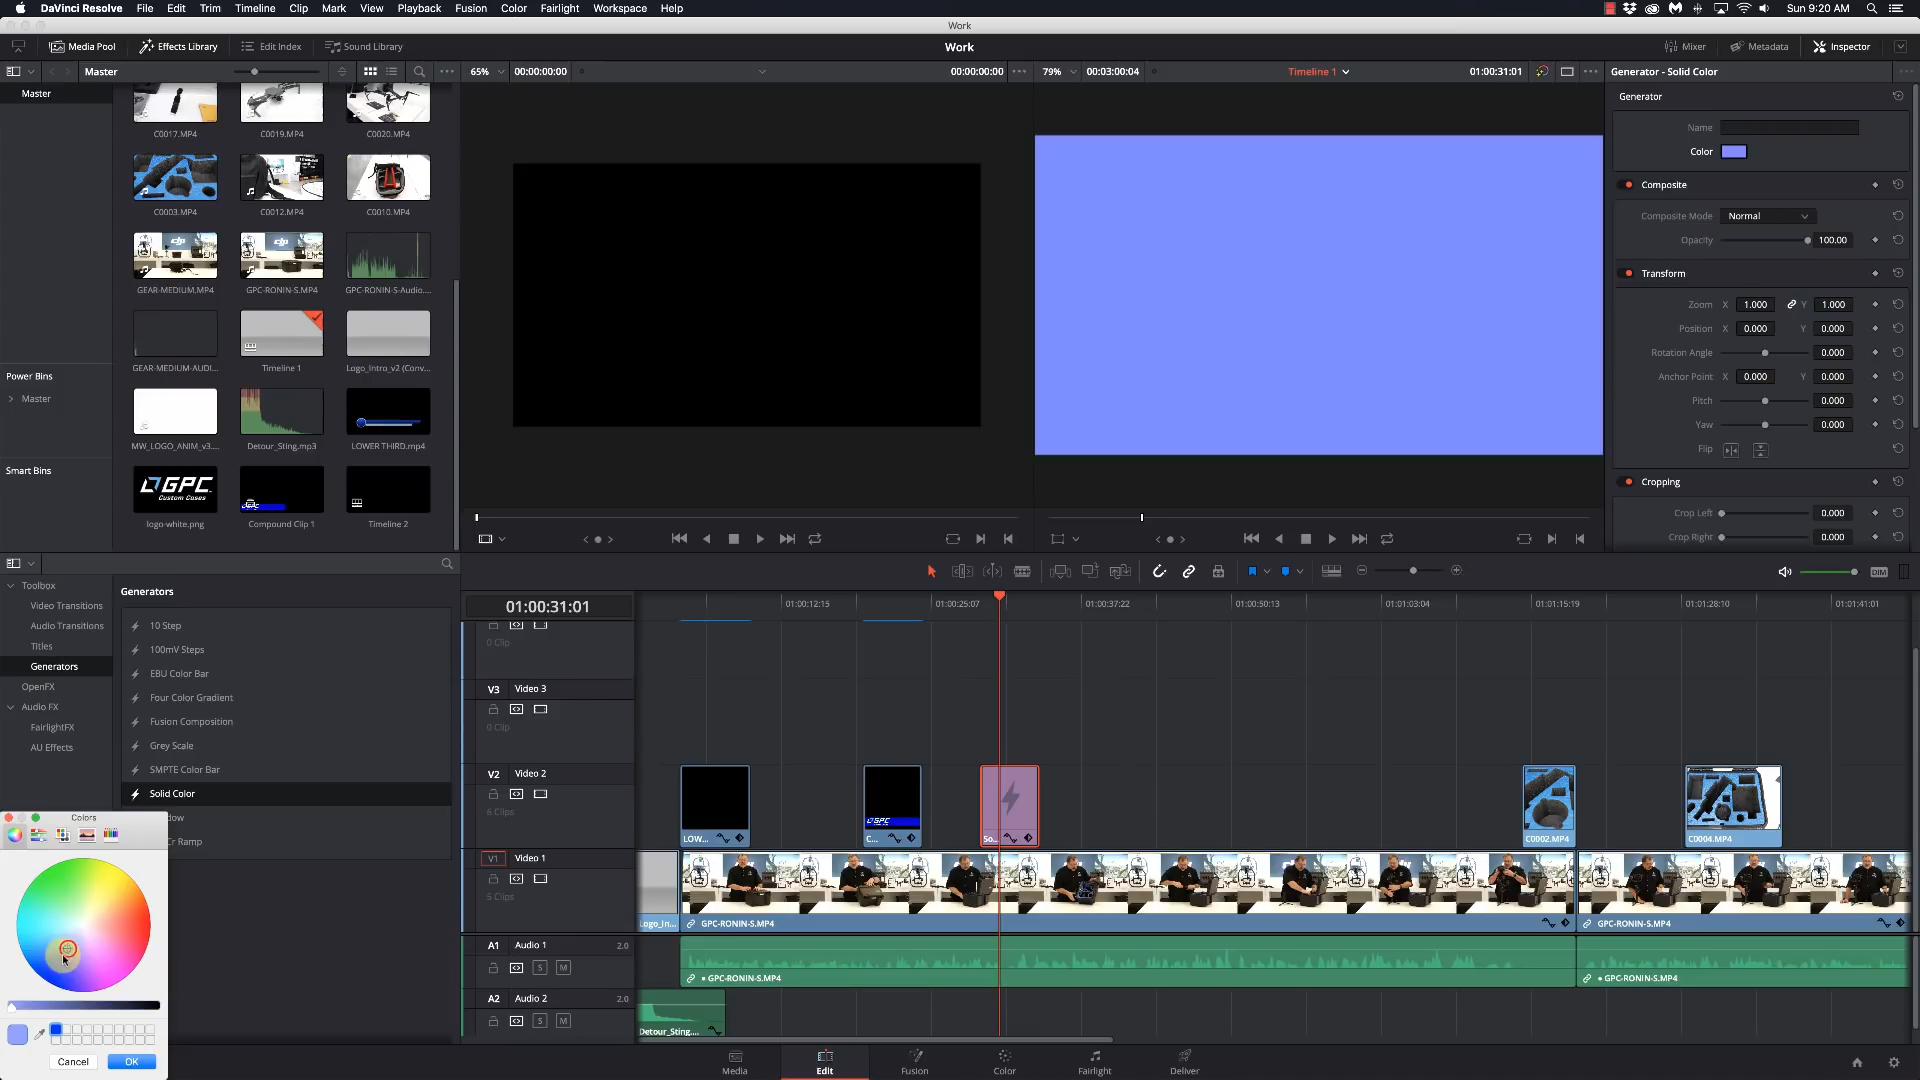 DaVinci Resolve File Edit Trim Timeline Clip Mark View Playback Fusion Color Fairlight Workspace Help Sun 9:20 AM
Work
Media Pool Effects Library Edit Index Sound Library Work Mixer Metadata Inspector
Master 65% 00:00:00:00 00:00:00:00 79% 00:03:00:04 Timeline 1 01:00:31:01 Generator - Solid Color
Master
Generator
Name
Color
C0017.MP4 C0019.MP4 C0020.MP4
Composite
C0003.MP4 C0012.MP4 C0010.MP4
Composite Mode Normal
Opacity 100.00
Transform
GEAR-MEDIUM.MP4 GPC-RONIN-S.MP4 GPC-RONIN-S-Audio....
Zoom X 1.000 Y 1.000
Position X 0.000 Y 0.000
Rotation Angle 0.000
GEAR-MEDIUM-AUDI... Timeline 1 Logo_Intro_v2 (Conv...
Anchor Point X 0.000 Y 0.000
Power Bins
Master
Pitch 0.000
Yaw 0.000
Flip
MW_LOGO_ANIM_v3.... Detour_Sting.mp3 LOWER THIRD.mp4
Smart Bins
Cropping
GPC
Custom Cases
Crop Left 0.000
logo-white.png Compound Clip 1 Timeline 2
Crop Right 0.000
Toolbox
Video Transitions
Audio Transitions
Titles
Generators
OpenFX
Audio FX
FairlightFX
AU Effects
Generators
10 Step
100mV Steps
EBU Color Bar
Four Color Gradient
Fusion Composition
Grey Scale
SMPTE Color Bar
Solid Color
dow
Cr Ramp
DIM
01:00:31:01 01:00:12:15 01:00:25:07 01:00:37:22 01:00:50:13 01:01:03:04 01:01:15:19 01:01:28:10 01:01:41:01
0 Clip
V3 Video 3
0 Clip
V2 Video 2
6 Clips
LOW... C... So... C0002.MP4 C0004.MP4
V1 Video 1
5 Clips
Logo_In... GPC-RONIN-S.MP4 GPC-RONIN-S.MP4
A1 Audio 1 2.0
S M
• GPC-RONIN-S.MP4 • GPC-RONIN-S.MP4
A2 Audio 2 2.0
S M
Detour_Sting....
Colors
Cancel OK
Media Edit Fusion Color Fairlight Deliver